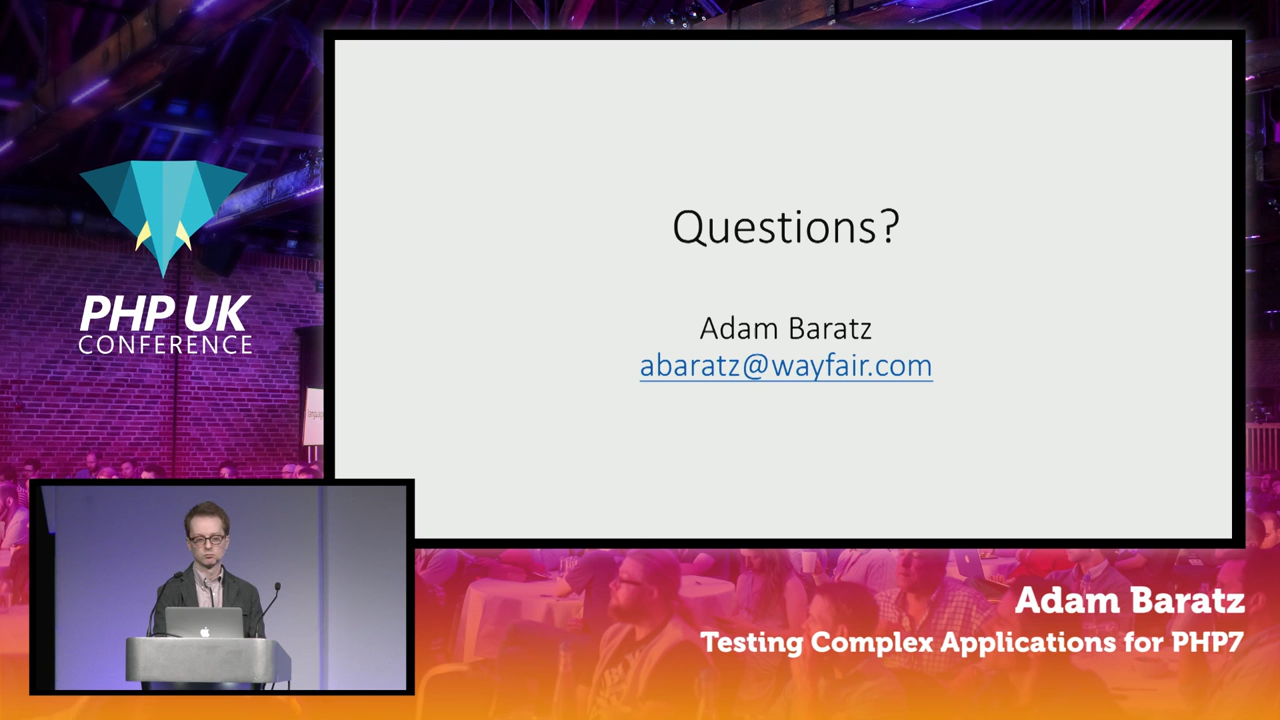 Questions?
Adam Baratz
abaratz@wayfair.com
PHP UK
CONFERENCE
Adam Baratz
Testing Complex Applications for PHP7